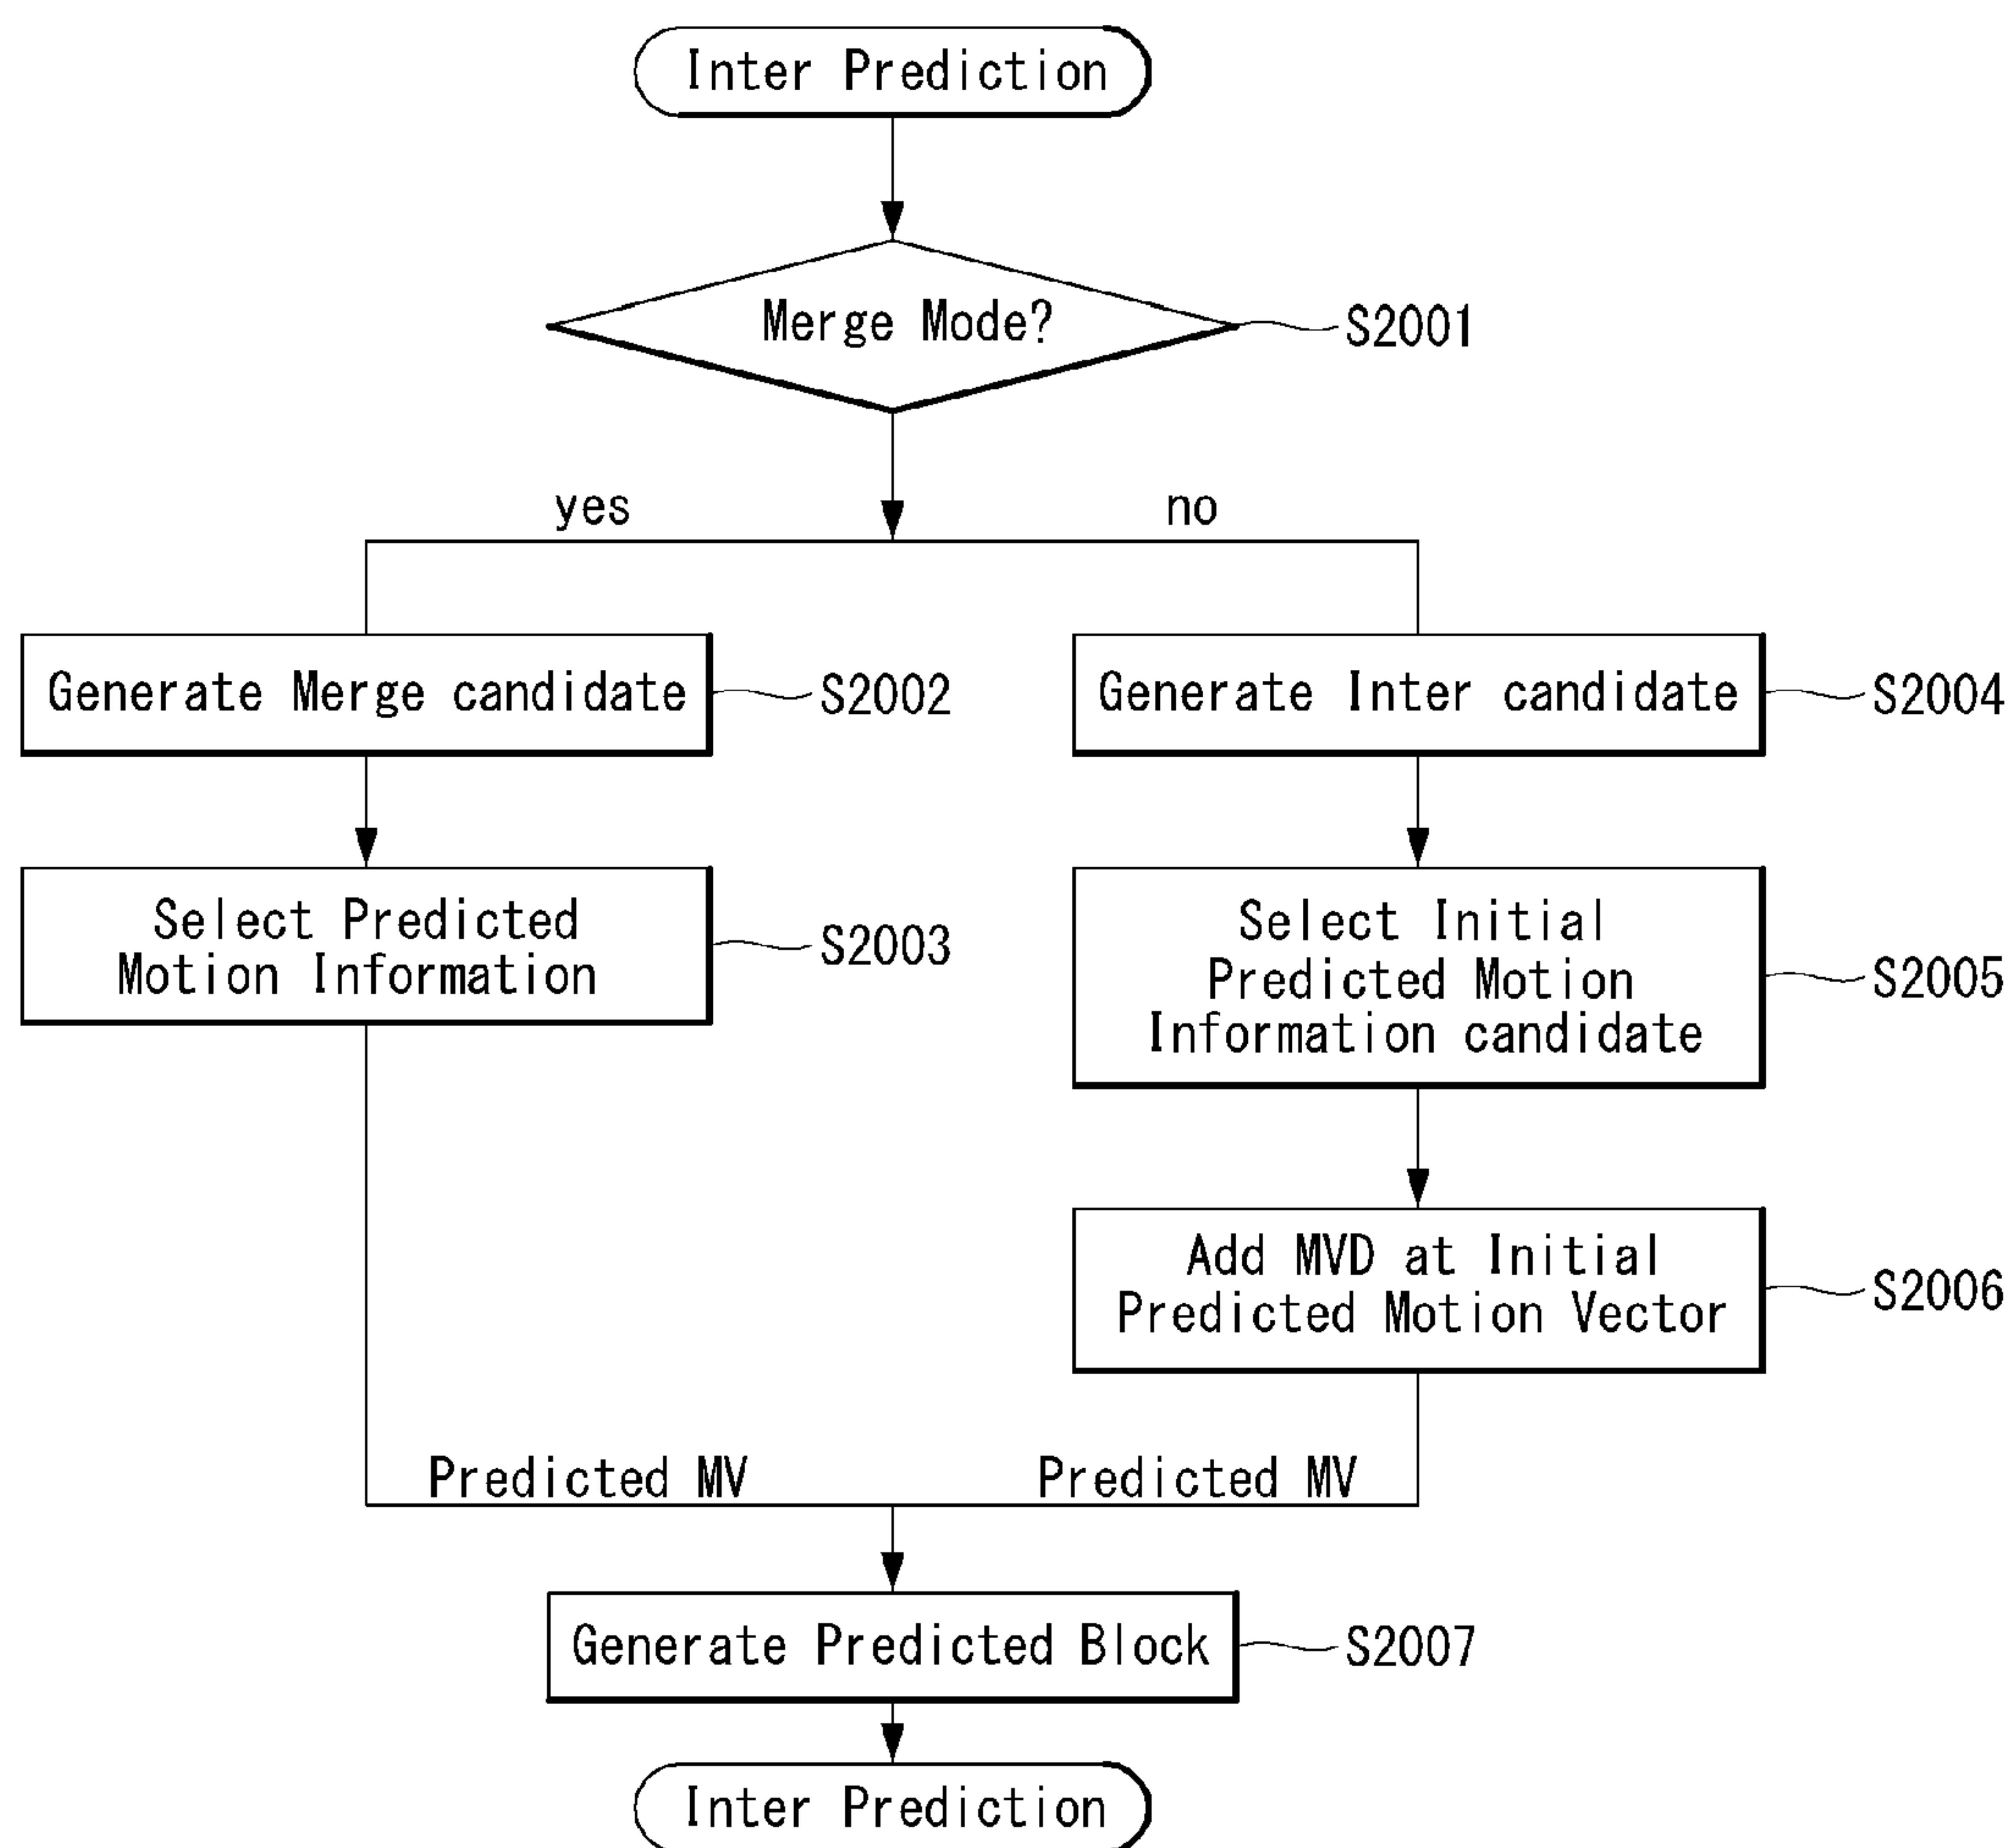 Inter Prediction
Merge Mode?
S2001
yes
no
Generate Merge candidate
S2002
Generate Inter candidate
S2004
Select Predicted
Motion Information
S2003
Select Initial
Predicted Motion
Information candidate
S2005
Add MVD at Initial
Predicted Motion Vector
S2006
Predicted MV
Predicted MV
Generate Predicted Block
S2007
Inter Prediction